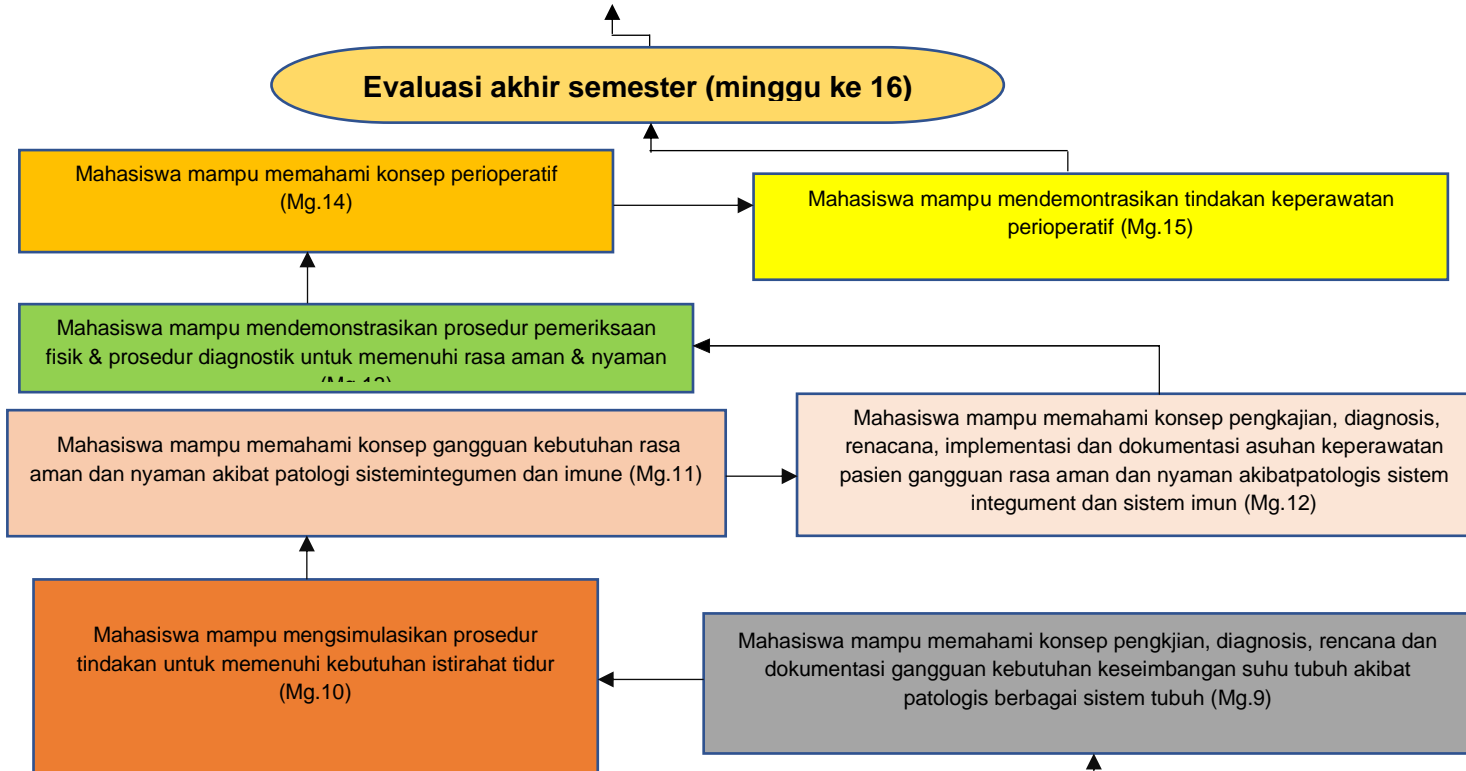 Evaluasi akhir semester (minggu ke 16)
Mahasiswa mampu memahami konsep perioperatif
(Mg.14)
Mahasiswa mampu mendemontrasikan tindakan keperawatan
perioperatif (Mg.15)
Mahasiswa mampu mendemonstrasikan prosedur pemeriksaan
fisik & prosedur diagnostik untuk memenuhi rasa aman & nyaman
Mahasiswa mampu memahami konsep gangguan kebutuhan rasa
aman dan nyaman akibat patologi sistemintegumen dan imune (Mg.11)
Mahasiswa mampu memahami konsep pengkajian, diagnosis,
renacana, implementasi dan dokumentasi asuhan keperawatan
pasien gangguan rasa aman dan nyaman akibatpatologis sistem
integument dan sistem imun (Mg.12)
Mahasiswa mampu mengsimulasikan prosedur
tindakan untuk memenuhi kebutuhan istirahat tidur
(Mg.10)
Mahasiswa mampu memahami konsep pengkjian, diagnosis, rencana dan
dokumentasi gangguan kebutuhan keseimbangan suhu tubuh akibat
patologis berbagai sistem tubuh (Mg.9)